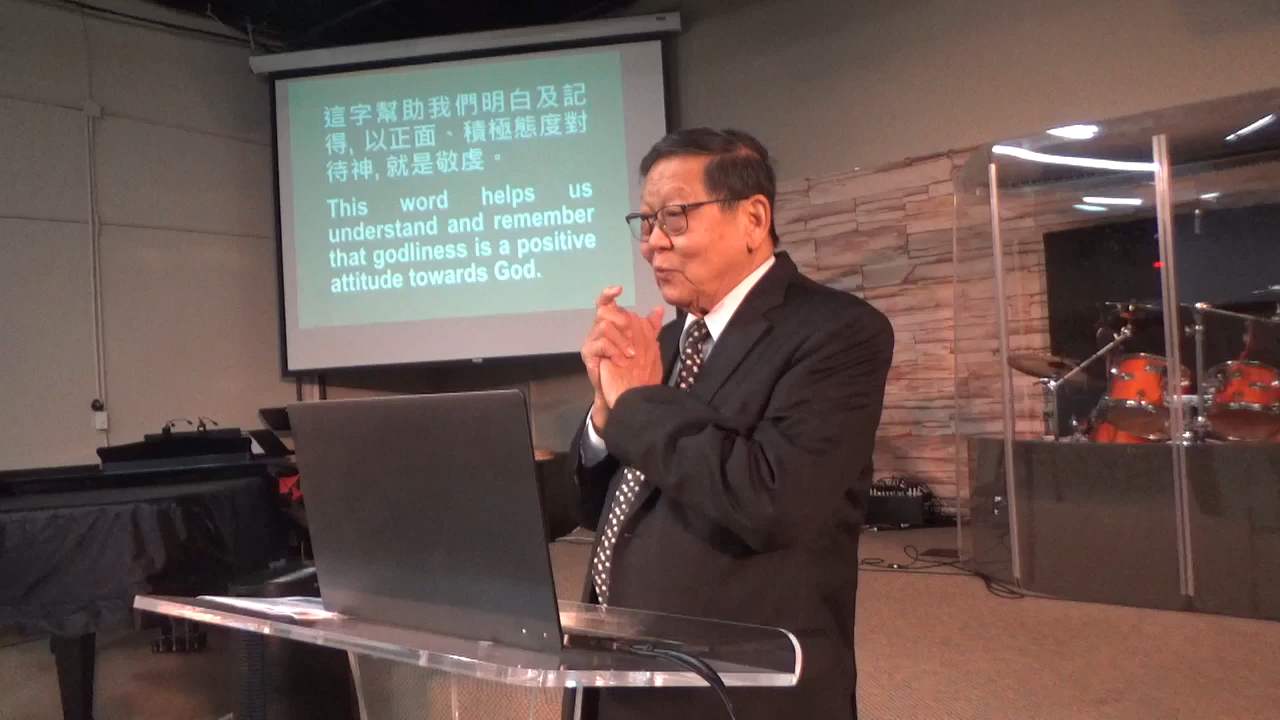 這字幫助我們明白及記
得, 以正面、積極態度對
待神, 就是敬虔。
This word helps us
understand and remember
that godliness is a positive
attitude towards God.